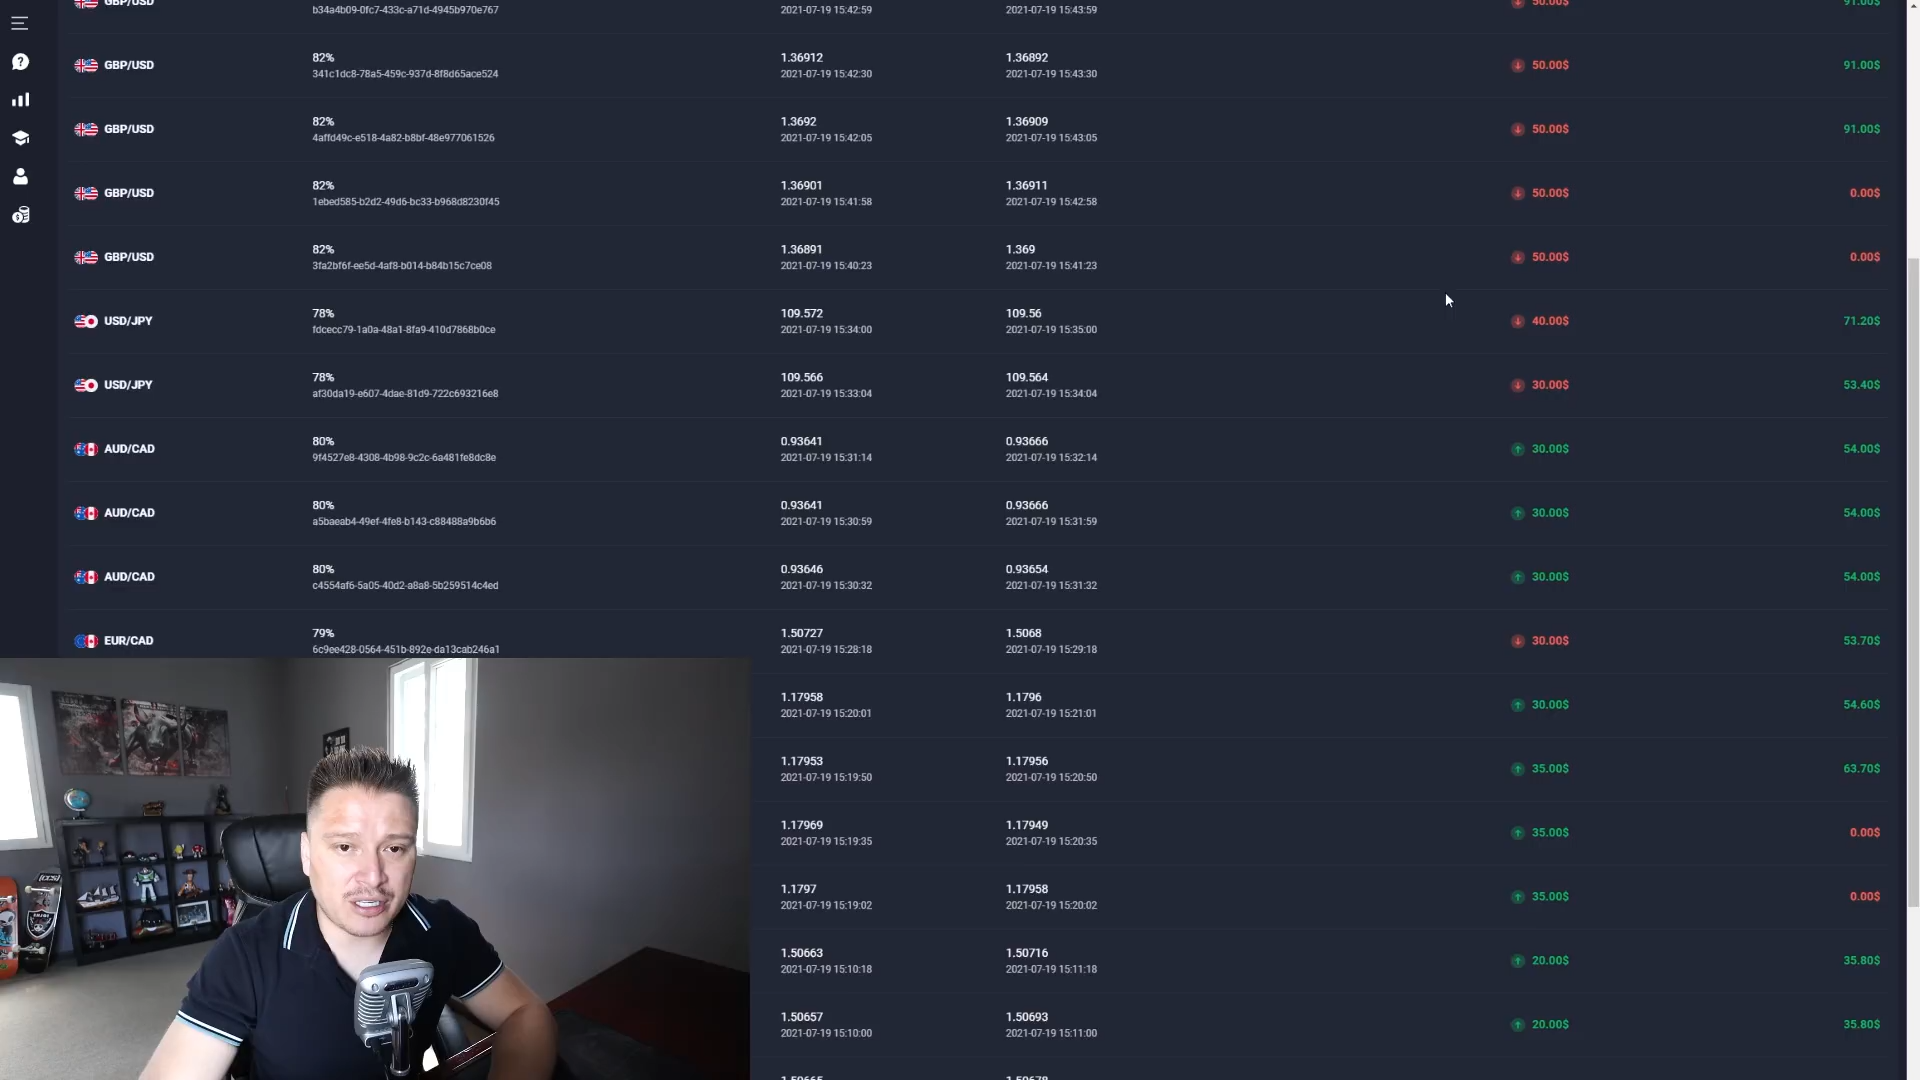 GBP/USD
b34a4b09-0fc7-433c-a71d-4945b970e767 2021-07-19 15:42:59 2021-07-19 15:43:59 50.00$ 91.00$
82% 1.36912 1.36892
GBP/USD 50.00$ 91.00$
341c1dc8-78a5-459c-937d-8f8d65ace524 2021-07-19 15:42:30 2021-07-19 15:43:30
82% 1.3692 1.36909
GBP/USD 50.00$ 91.00$
4affd49c-e518-4a82-b8bf-48e977061526 2021-07-19 15:42:05 2021-07-19 15:43:05
82% 1.36901 1.36911
GBP/USD 50.00$ 0.00$
1ebed585-b2d2-49d6-bc33-b968d8230f45 2021-07-19 15:41:58 2021-07-19 15:42:58
82% 1.36891 1.369
GBP/USD 50.00$ 0.00$
3fa2bf6f-ee5d-4af8-b014-b84b15c7ce08 2021-07-19 15:40:23 2021-07-19 15:41:23
78% 109.572 109.56
USD/JPY 40.00$ 71.20$
fdcecc79-1a0a-48a1-8fa9-410d7868b0ce 2021-07-19 15:34:00 2021-07-19 15:35:00
78% 109.566 109.564
USD/JPY 30.00$ 53.40$
af30da19-e607-4dae-81d9-722c693216e8 2021-07-19 15:33:04 2021-07-19 15:34:04
80% 0.93641 0.93666
AUD/CAD 30.00$ 54.00$
9f4527e8-4308-4b98-9c2c-6a481fe8dc8e 2021-07-19 15:31:14 2021-07-19 15:32:14
80% 0.93641 0.93666
AUD/CAD 30.00$ 54.00$
a5baeab4-49ef-4fe8-b143-c88488a9b6b6 2021-07-19 15:30:59 2021-07-19 15:31:59
80% 0.93646 0.93654
AUD/CAD 30.00$ 54.00$
c4554af6-5a05-40d2-a8a8-5b259514c4ed 2021-07-19 15:30:32 2021-07-19 15:31:32
79% 1.50727 1.5068
EUR/CAD 30.00$ 53.70$
6c9ee428-0564-451b-892e-da13cab246a1 2021-07-19 15:28:18 2021-07-19 15:29:18
1.17958 1.1796
30.00$ 54.60$
2021-07-19 15:20:01 2021-07-19 15:21:01
1.17953 1.17956
35.00$ 63.70$
2021-07-19 15:19:50 2021-07-19 15:20:50
1.17969 1.17949
35.00$ 0.00$
2021-07-19 15:19:35 2021-07-19 15:20:35
1.1797 1.17958
35.00$ 0.00$
2021-07-19 15:19:02 2021-07-19 15:20:02
1.50663 1.50716
20.00$ 35.80$
2021-07-19 15:10:18 2021-07-19 15:11:18
1.50657 1.50693
20.00$ 35.80$
2021-07-19 15:10:00 2021-07-19 15:11:00